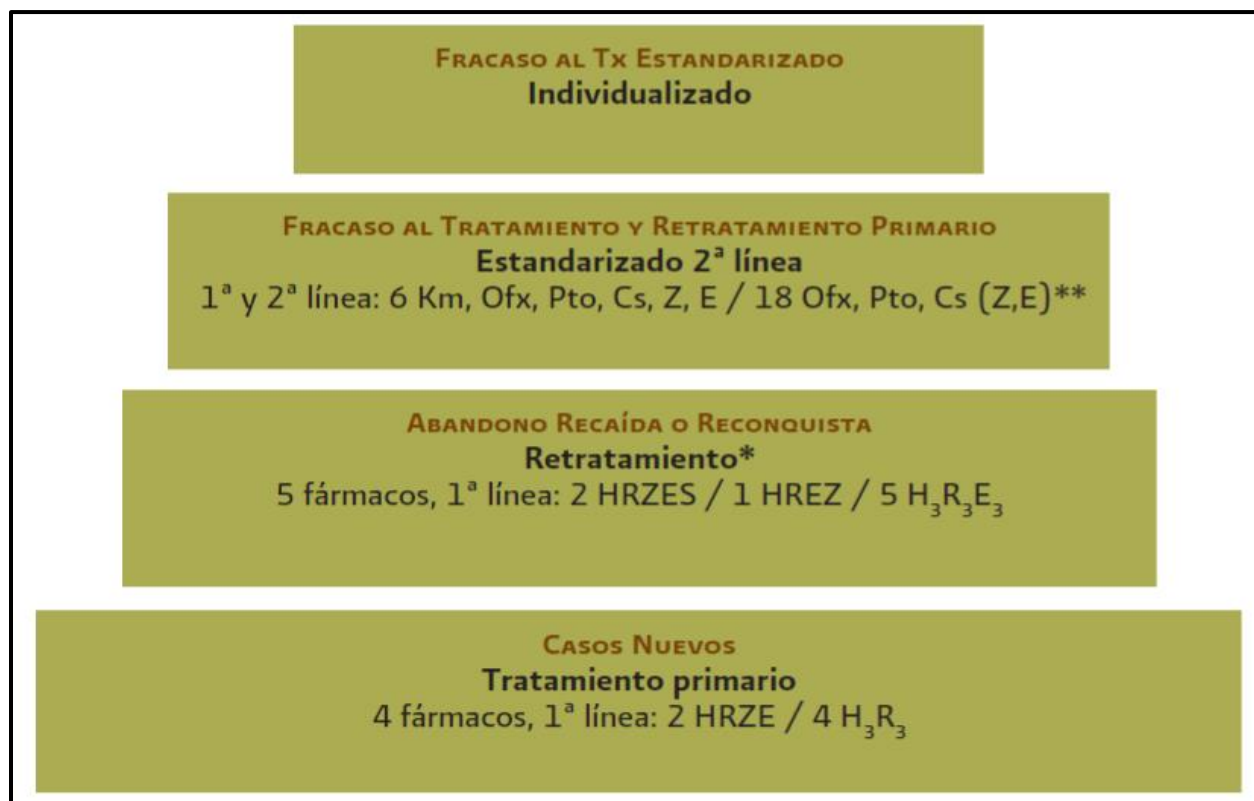 Fracaso al Tx Estandarizado
Individualizado
Fracaso al Tratamiento y Retratamiento Primario
Estandarizado 2ª línea
1ª y 2ª línea: 6 Km, Ofx, Pto, Cs, Z, E / 18 Ofx, Pto, Cs (Z,E)**
Abandono Recaída o Reconquista
Retratamiento*
5 fármacos, 1ª línea: 2 HRZES / 1 HREZ / 5 H₃R₃E₃
Casos Nuevos
Tratamiento primario
4 fármacos, 1ª línea: 2 HRZE / 4 H₃R₃